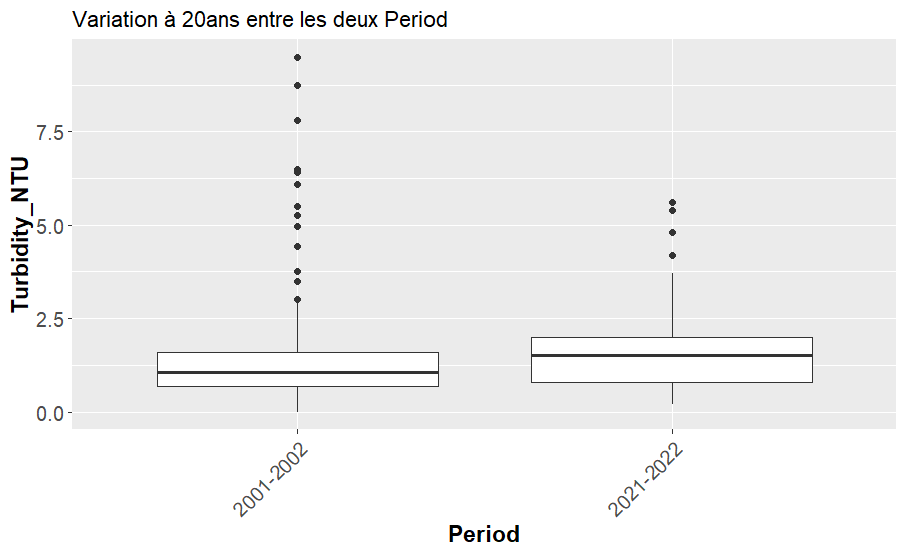 Variation à 20ans entre les deux Period
Turbidity_NTU
7.5
5.0
2.5
0.0
2001-2002
2021-2022
Period